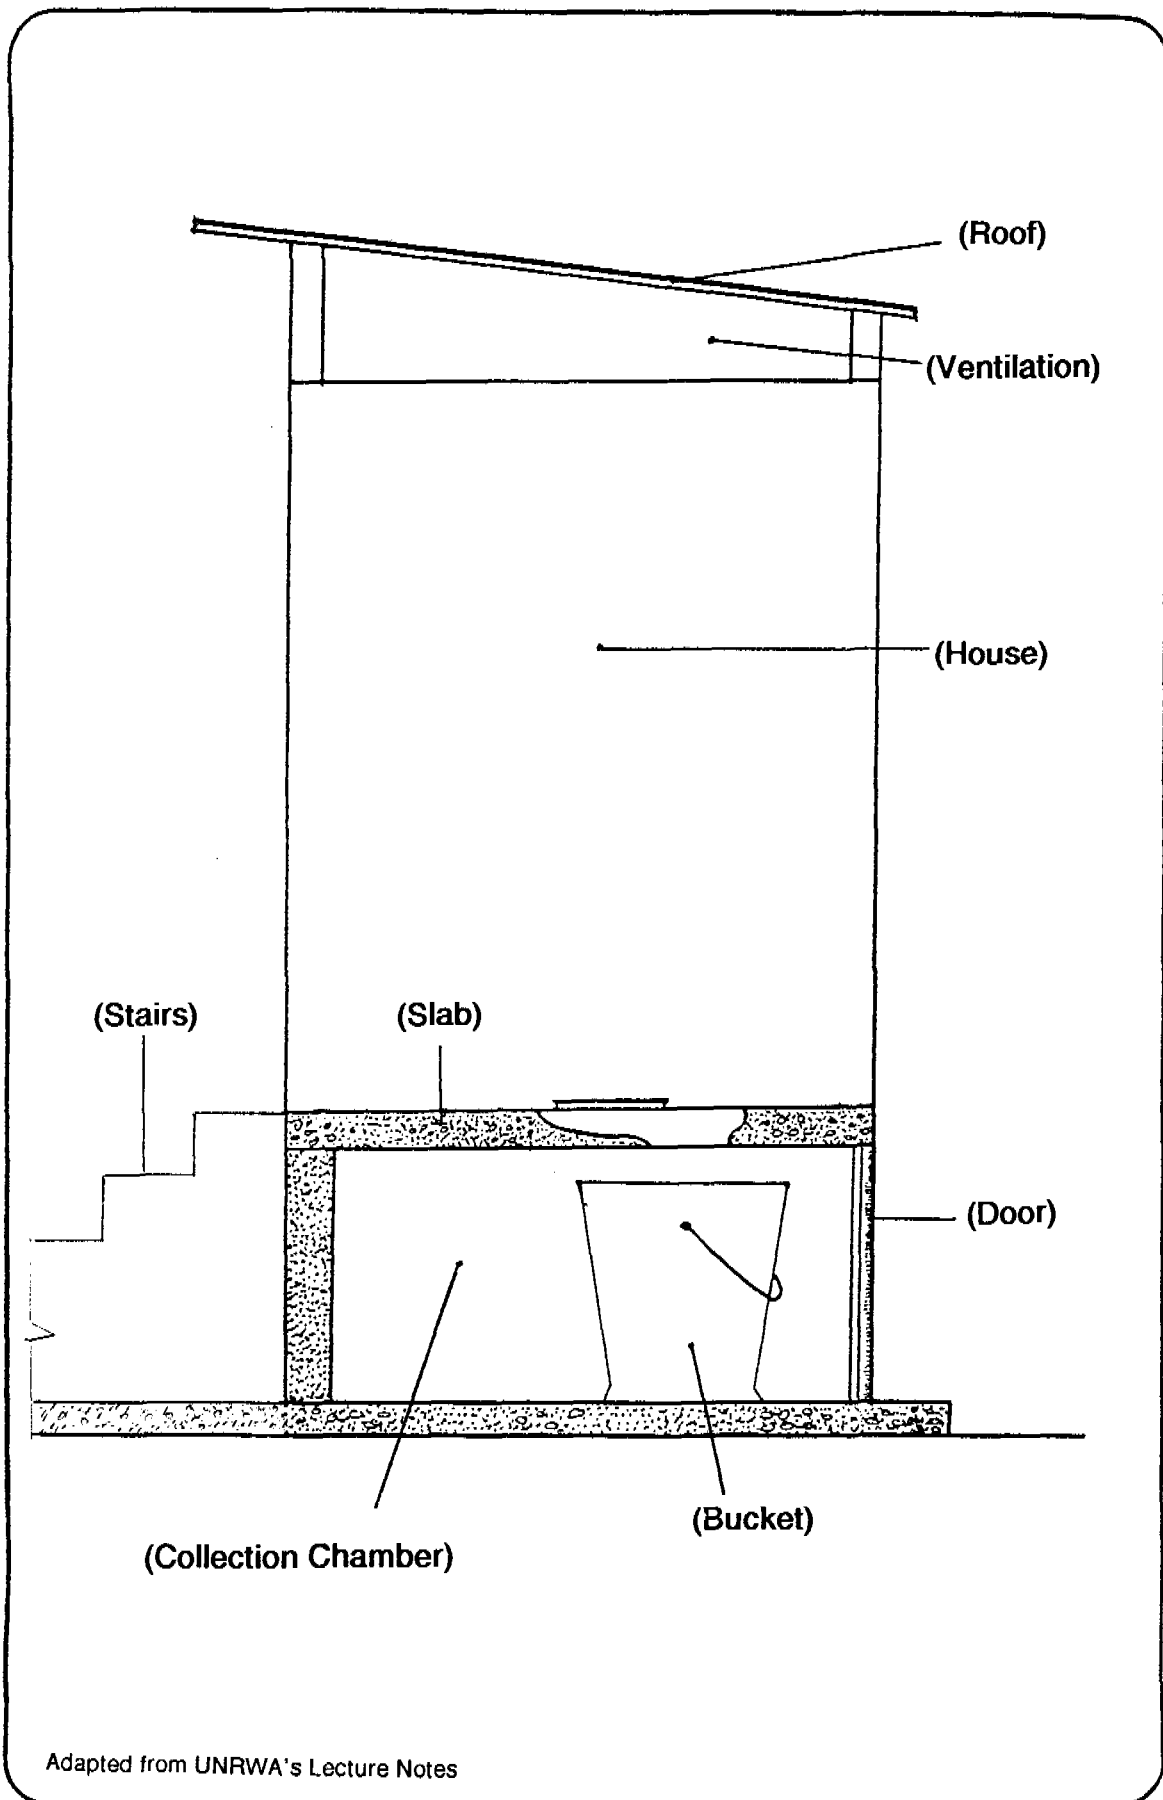 (Roof)
(Ventilation)
(House)
(Stairs)
(Slab)
(Door)
(Bucket)
(Collection Chamber)
Adapted from UNRWA's Lecture Notes